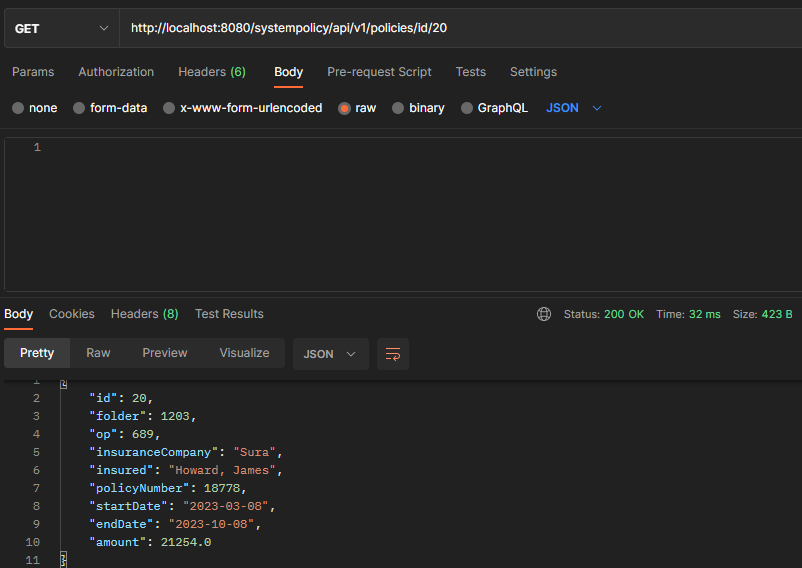 GET http://localhost:8080/systempolicy/api/v1/policies/id/20
Params Authorization Headers (6) Body Pre-request Script Tests Settings
none form-data x-www-form-urlencoded raw binary GraphQL JSON
1
Body Cookies Headers (8) Test Results Status: 200 OK Time: 32 ms Size: 423 B
Pretty Raw Preview Visualize JSON
1 {
2 "id": 20,
3 "folder": 1203,
4 "op": 689,
5 "insuranceCompany": "Sura",
6 "insured": "Howard, James",
7 "policyNumber": 18778,
8 "startDate": "2023-03-08",
9 "endDate": "2023-10-08",
10 "amount": 21254.0
11 }